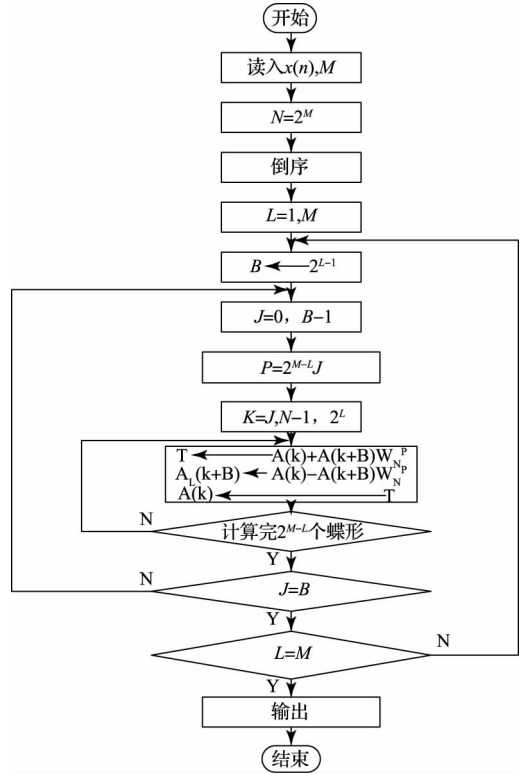 开始
读入x(n),M
N=2^M
倒序
L=1,M
B ← 2^{L-1}
J=0，B-1
P=2^{M-L}J
K=J,N-1，2^L
T ← A(k)+A(k+B)W_N^P
A_L(k+B) ← A(k)-A(k+B)W_N^P
A(k) ← T
N
计算完2^{M-L}个蝶形
Y
N
J=B
Y
N
L=M
Y
输出
结束